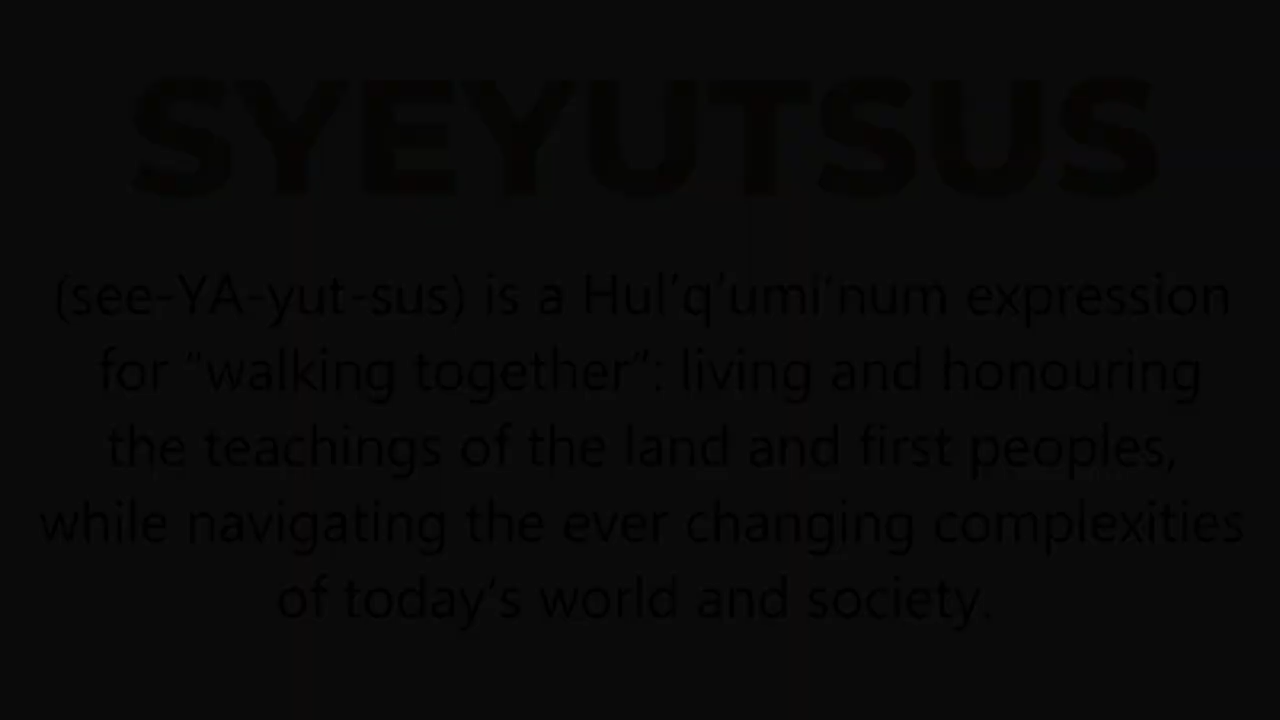 SYEYUTSUS
(see-YA-yut-sus) is a Hul’q’umi’num expression
for “walking together”: living and honouring
the teachings of the land and first peoples,
while navigating the ever changing complexities
of today’s world and society.